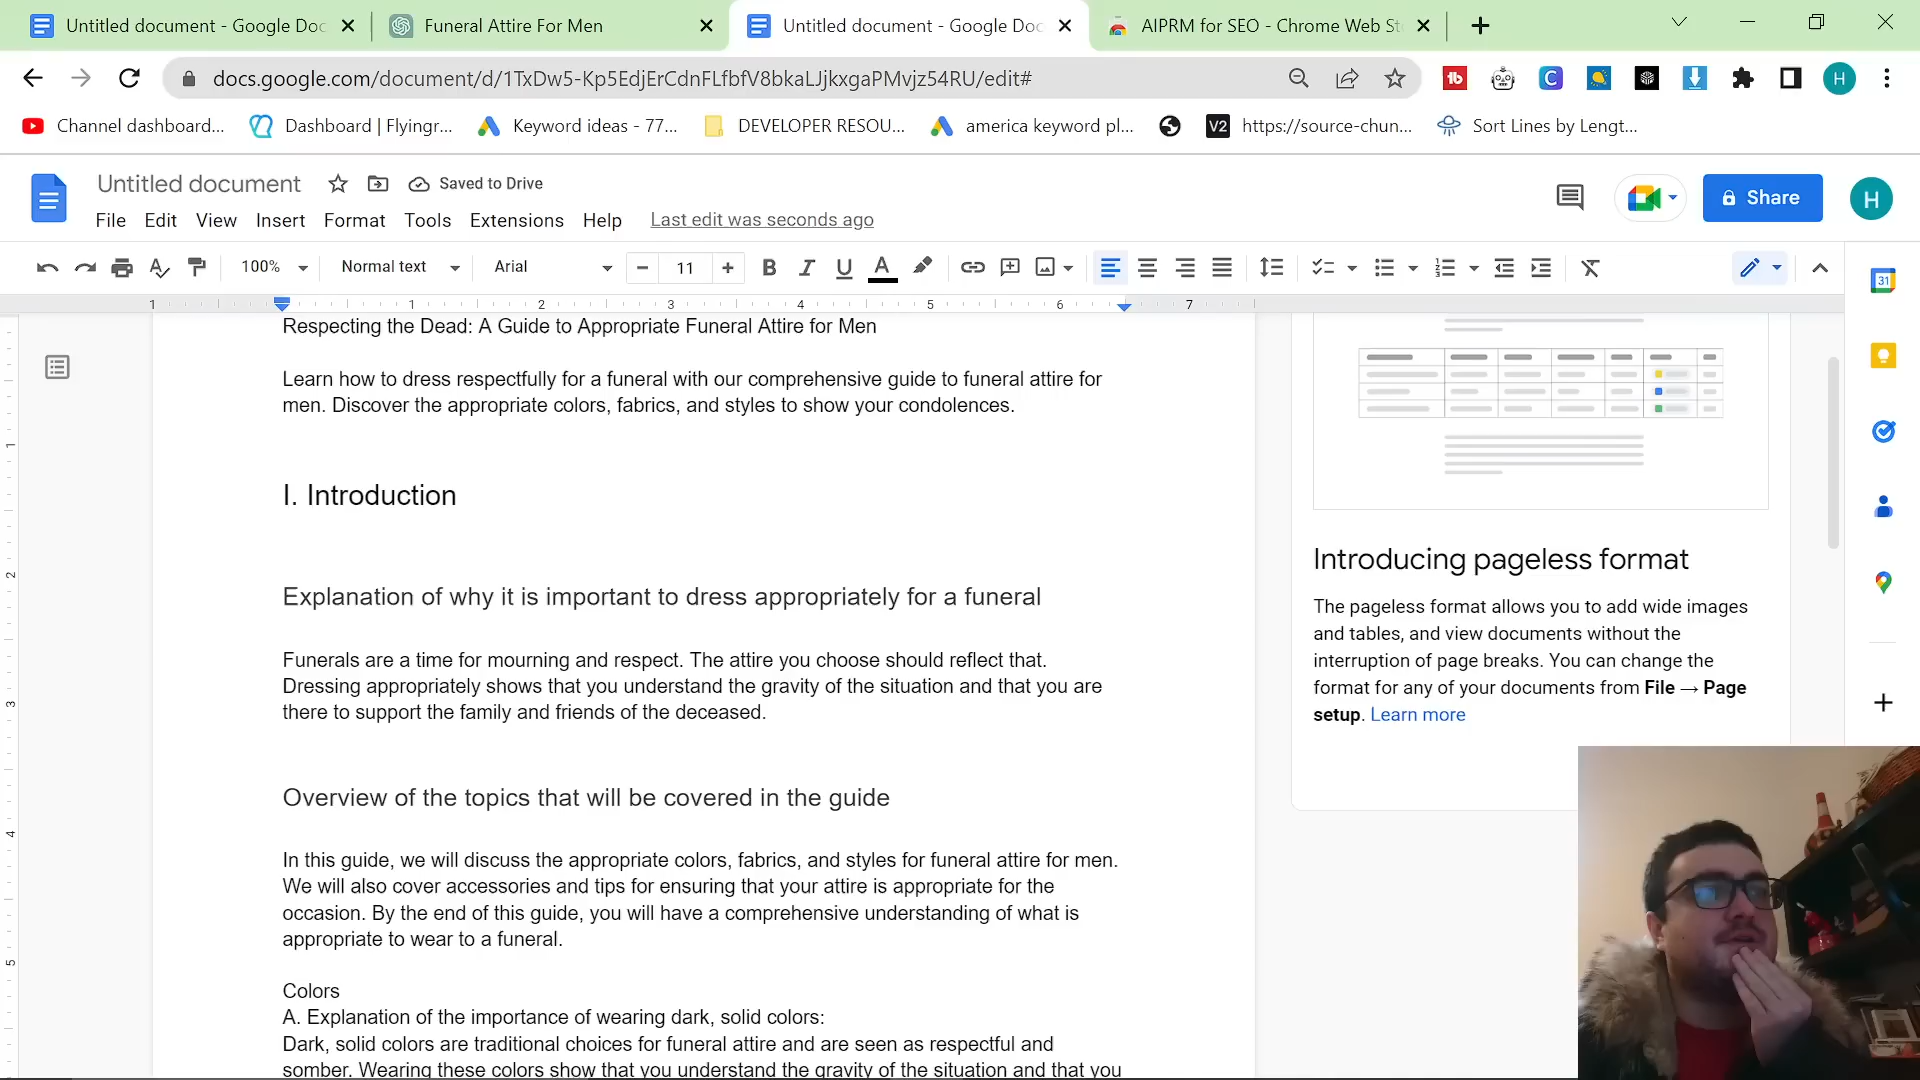 Untitled document - Google Doc
Funeral Attire For Men
Untitled document - Google Doc
AIPRM for SEO - Chrome Web St
docs.google.com/document/d/1TxDw5-Kp5EdjErCdnFLfbfV8bkaLJjkxgaPMvjz54RU/edit#
H
Channel dashboard...
Dashboard | Flyingr...
Keyword ideas - 77...
DEVELOPER RESOU...
america keyword pl...
V2
https://source-chun...
Sort Lines by Lengt...
Untitled document
Saved to Drive
File Edit View Insert Format Tools Extensions Help
Last edit was seconds ago
Share
H
100%
Normal text
Arial
11
B I U A
1 1 2 3 4 5 6 7
31
Respecting the Dead: A Guide to Appropriate Funeral Attire for Men
Learn how to dress respectfully for a funeral with our comprehensive guide to funeral attire for
men. Discover the appropriate colors, fabrics, and styles to show your condolences.
1
I. Introduction
2
Explanation of why it is important to dress appropriately for a funeral
Funerals are a time for mourning and respect. The attire you choose should reflect that.
Dressing appropriately shows that you understand the gravity of the situation and that you are
3
there to support the family and friends of the deceased.
Overview of the topics that will be covered in the guide
4
In this guide, we will discuss the appropriate colors, fabrics, and styles for funeral attire for men.
We will also cover accessories and tips for ensuring that your attire is appropriate for the
occasion. By the end of this guide, you will have a comprehensive understanding of what is
appropriate to wear to a funeral.
5
Colors
A. Explanation of the importance of wearing dark, solid colors:
Dark, solid colors are traditional choices for funeral attire and are seen as respectful and
somber. Wearing these colors show that you understand the gravity of the situation and that you
Introducing pageless format
The pageless format allows you to add wide images
and tables, and view documents without the
interruption of page breaks. You can change the
format for any of your documents from File → Page
setup. Learn more